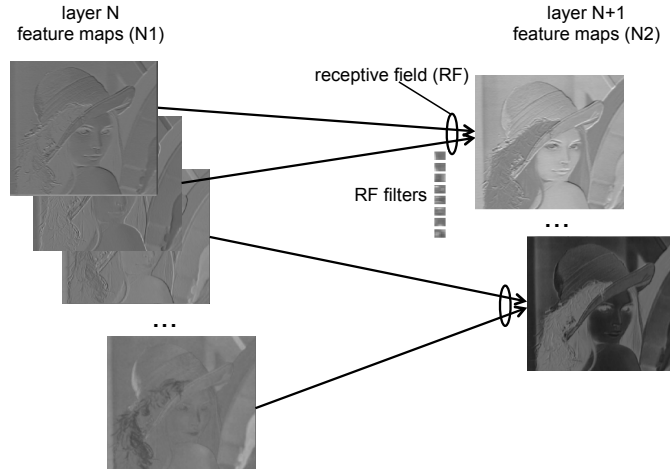 layer N
feature maps (N1)
layer N+1
feature maps (N2)
receptive field (RF)
RF filters
...
...